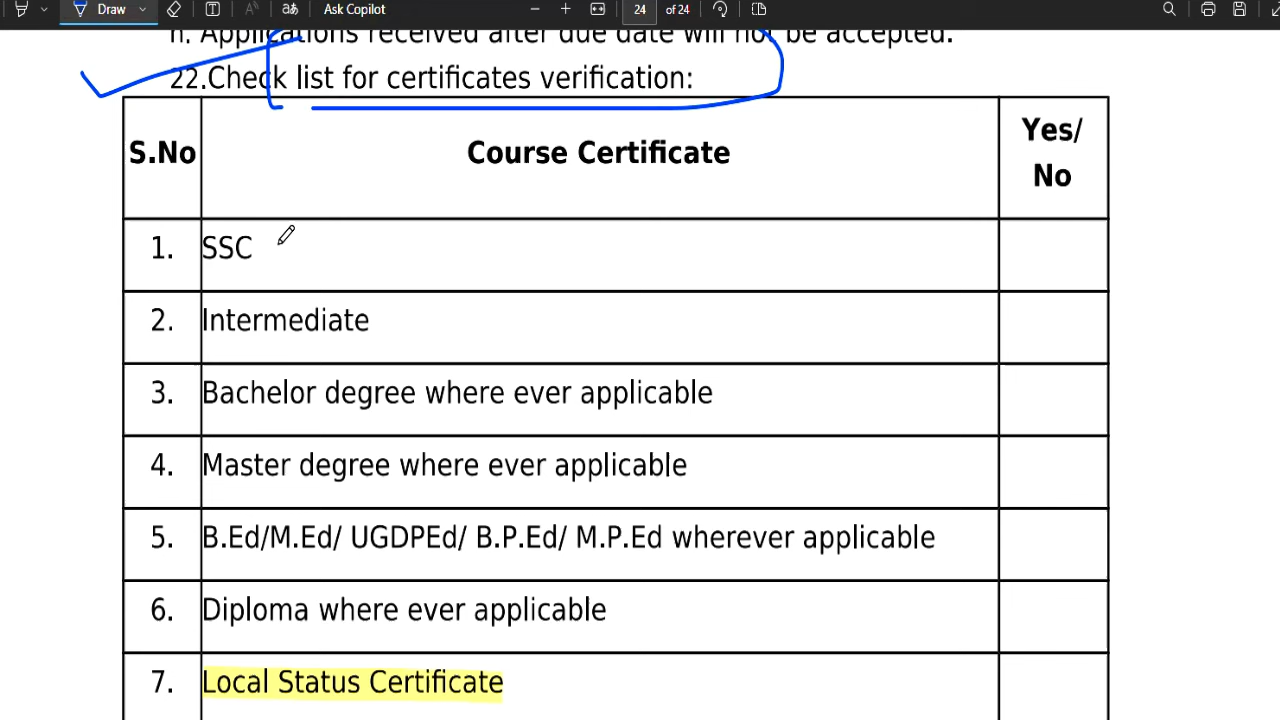 Draw
Ask Copilot
24 of 24
n. Applications received after due date will not be accepted.
22.Check list for certificates verification:
S.No Course Certificate Yes/
No
1. SSC
2. Intermediate
3. Bachelor degree where ever applicable
4. Master degree where ever applicable
5. B.Ed/M.Ed/ UGDPEd/ B.P.Ed/ M.P.Ed wherever applicable
6. Diploma where ever applicable
7. Local Status Certificate